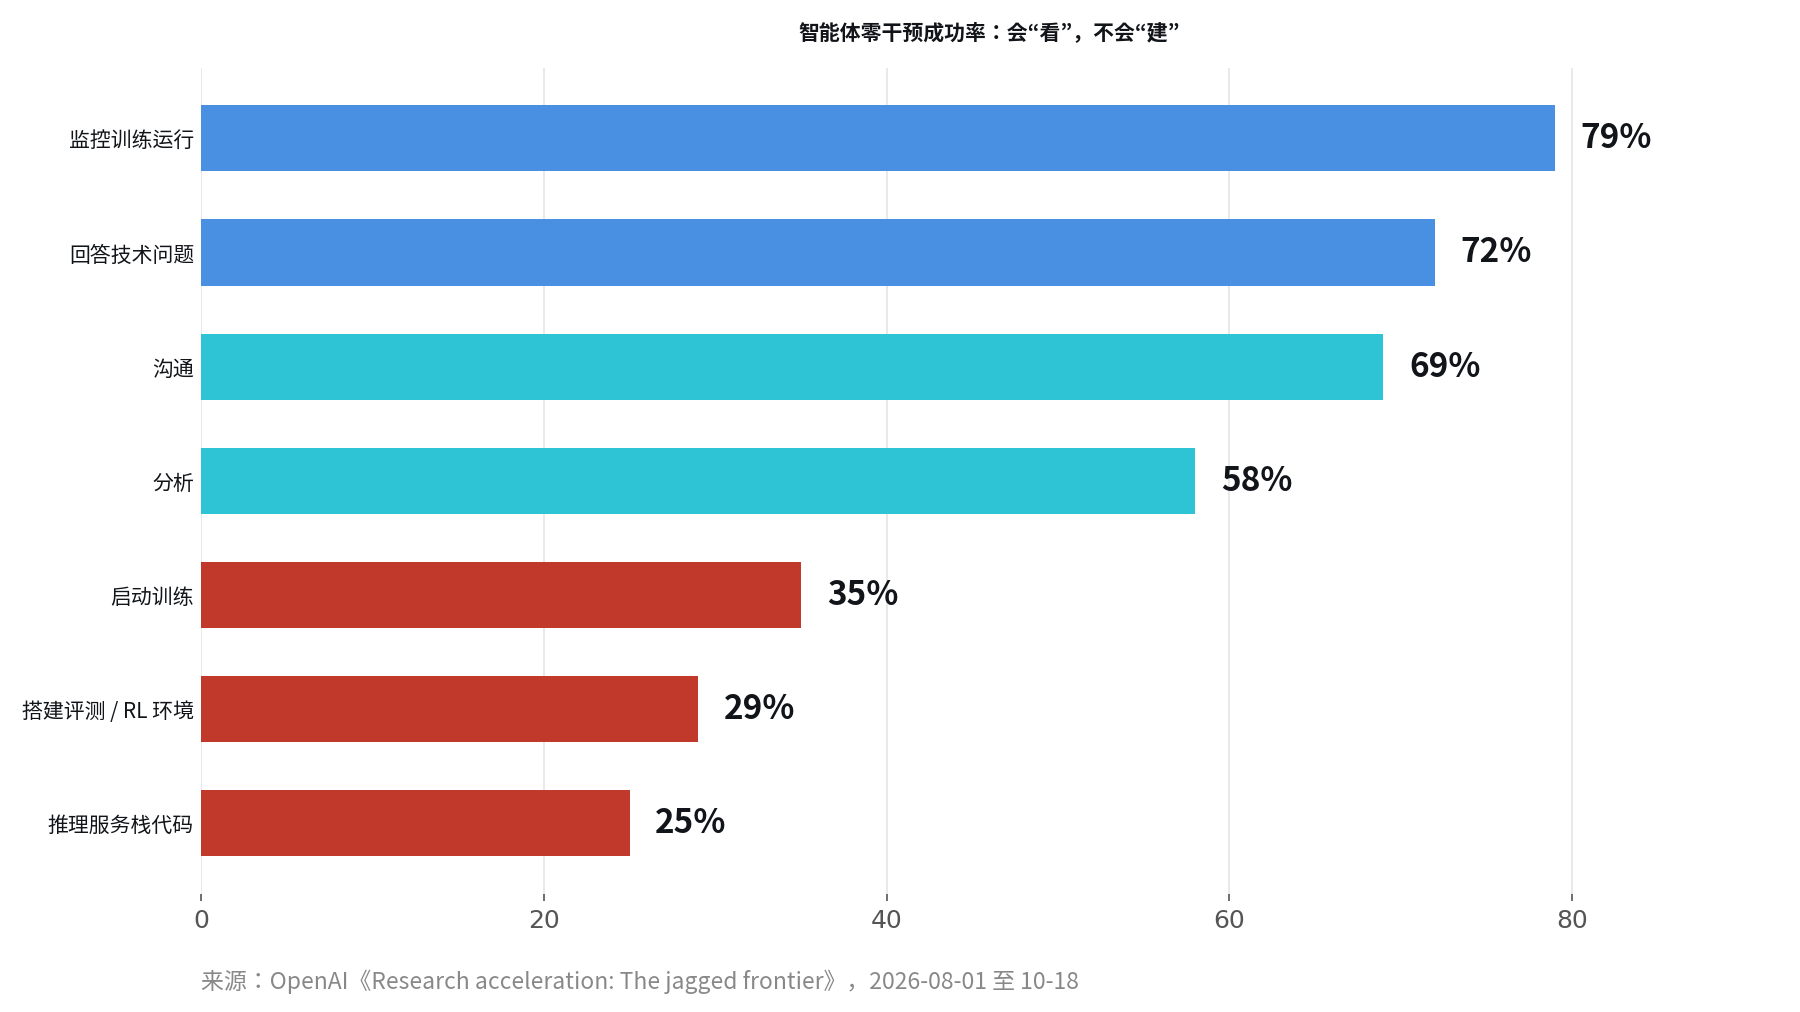 智能体零干预成功率：会“看”，不会“建”
监控训练运行
79%
回答技术问题
72%
沟通
69%
分析
58%
启动训练
35%
搭建评测 / RL 环境
29%
推理服务栈代码
25%
0 20 40 60 80
来源：OpenAI《Research acceleration: The jagged frontier》，2026-08-01 至 10-18